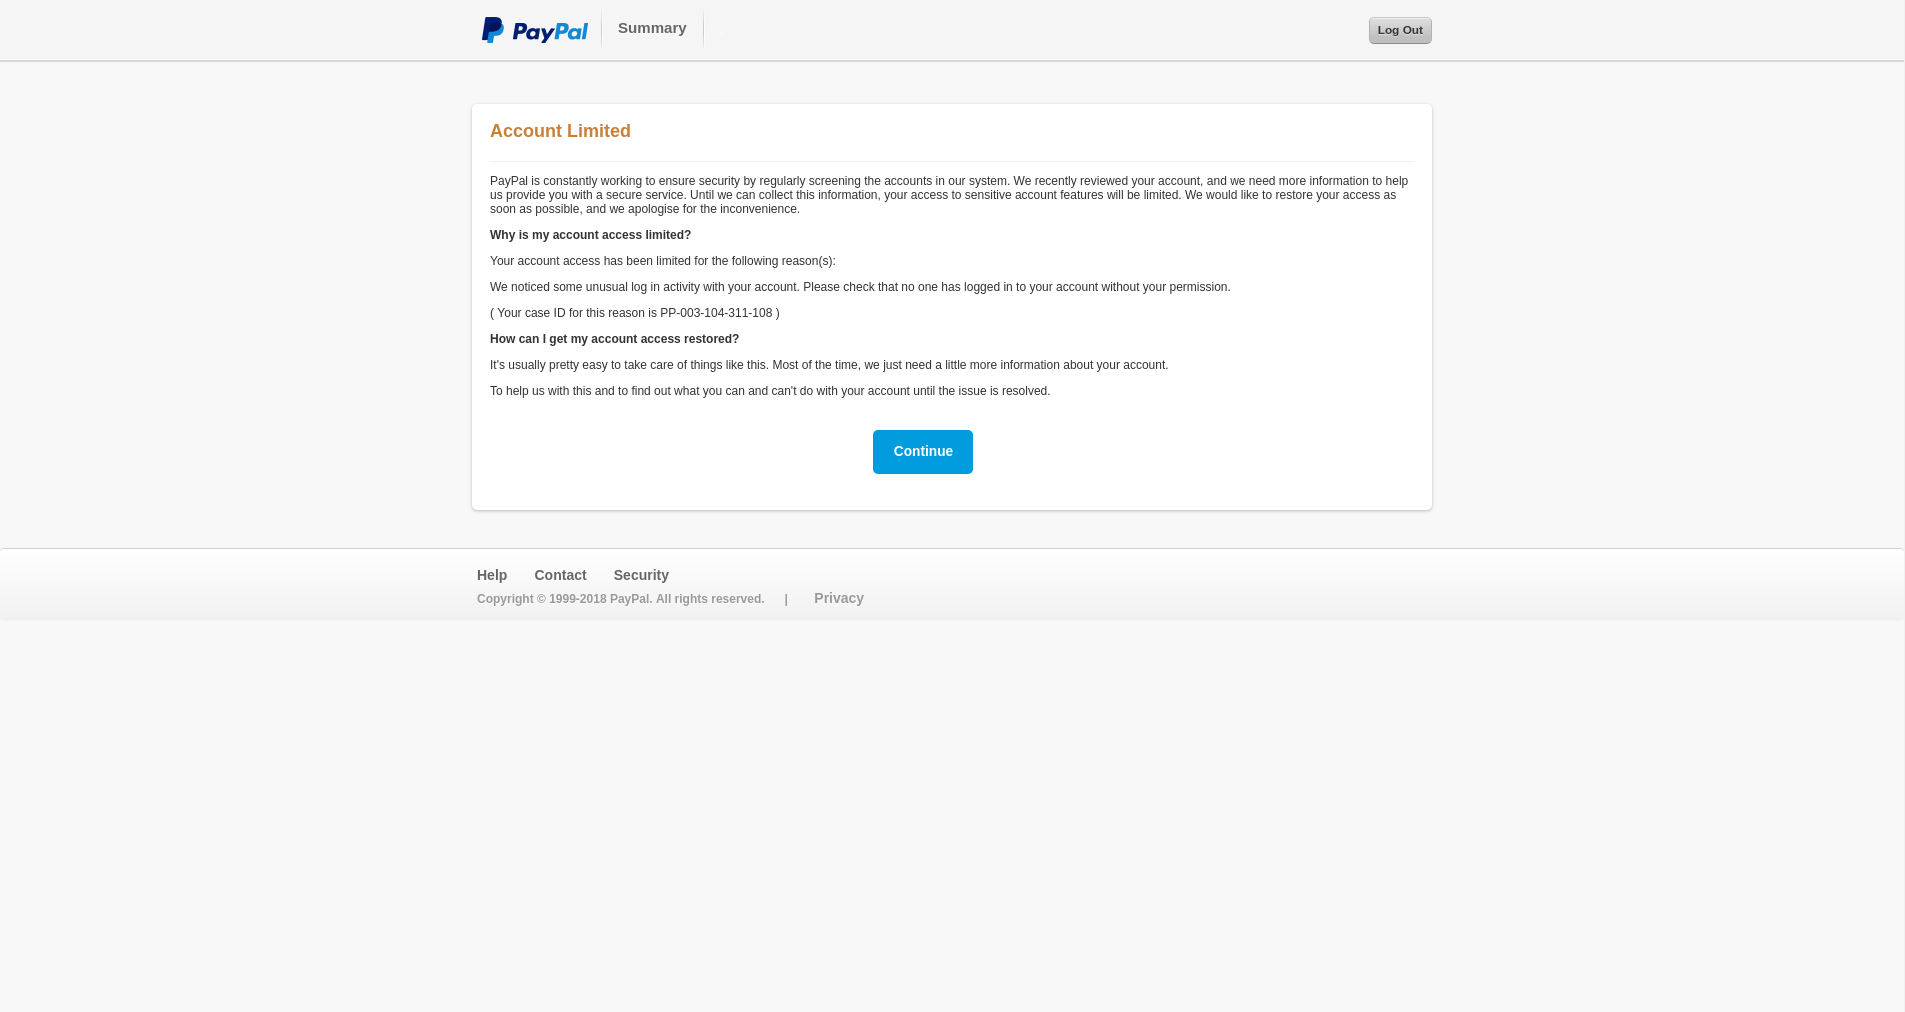 PayPal
Summary
Log Out
Account Limited
PayPal is constantly working to ensure security by regularly screening the accounts in our system. We recently reviewed your account, and we need more information to help
us provide you with a secure service. Until we can collect this information, your access to sensitive account features will be limited. We would like to restore your access as
soon as possible, and we apologise for the inconvenience.
Why is my account access limited?
Your account access has been limited for the following reason(s):
We noticed some unusual log in activity with your account. Please check that no one has logged in to your account without your permission.
( Your case ID for this reason is PP-003-104-311-108 )
How can I get my account access restored?
It's usually pretty easy to take care of things like this. Most of the time, we just need a little more information about your account.
To help us with this and to find out what you can and can't do with your account until the issue is resolved.
Continue
Help Contact Security
Copyright © 1999-2018 PayPal. All rights reserved. | Privacy